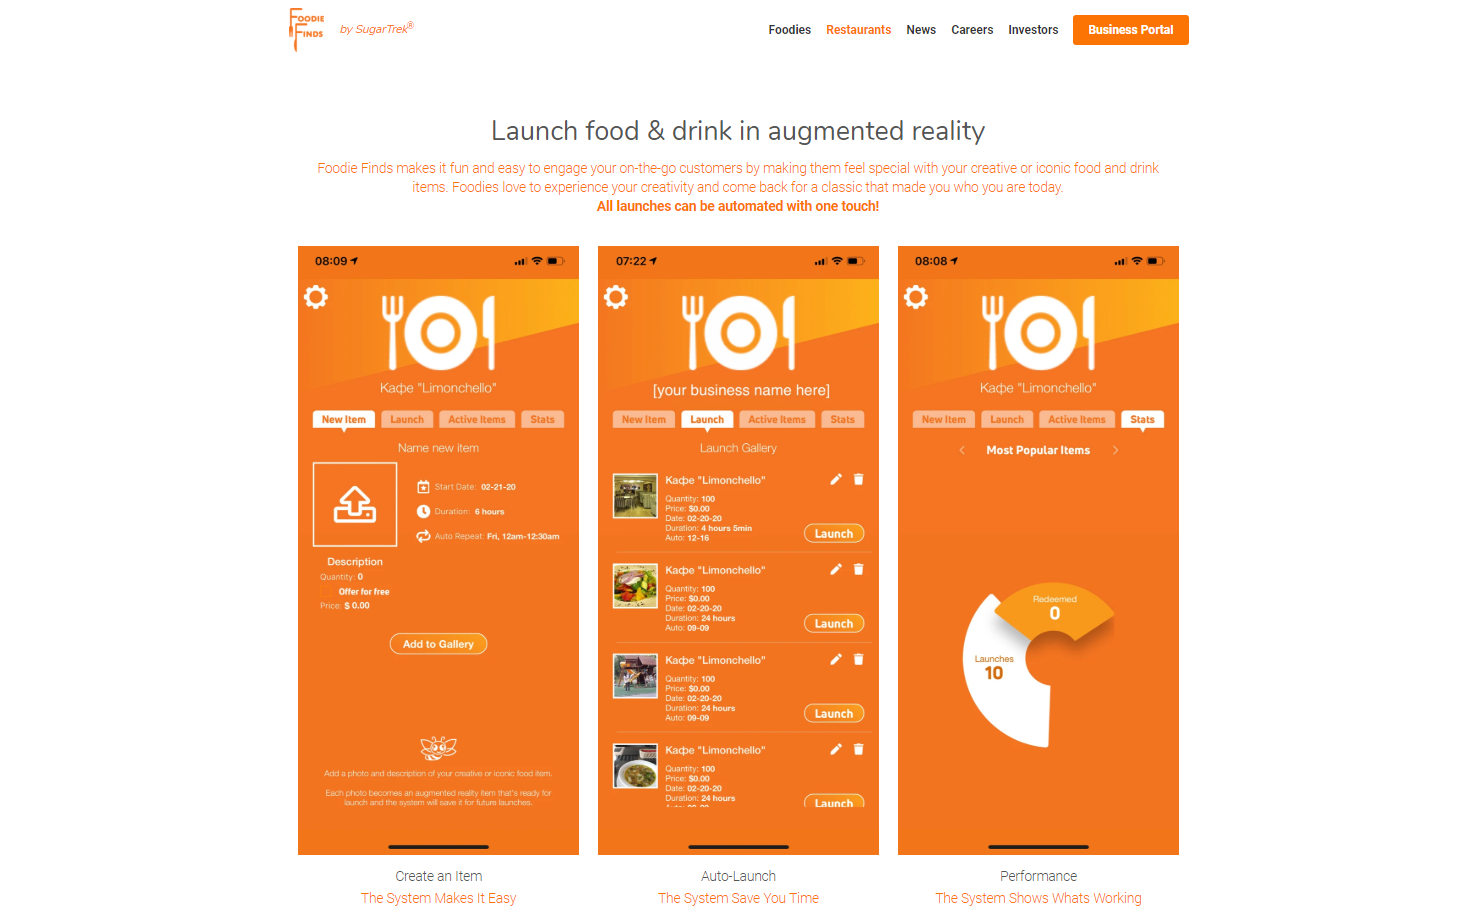 FOODIE
FINDS
by SugarTrek®
Foodies Restaurants News Careers Investors Business Portal
Launch food & drink in augmented reality
Foodie Finds makes it fun and easy to engage your on-the-go customers by making them feel special with your creative or iconic food and drink
items. Foodies love to experience your creativity and come back for a classic that made you who you are today.
All launches can be automated with one touch!
08:09
Кафе "Limonchello"
New Item Launch Active Items Stats
Name new item
Start Date: 02-21-20
Duration: 6 hours
Auto Repeat: Fri, 12am-12:30am
Description
Quantity: 0
Offer for free
Price: $ 0.00
Add to Gallery
Add a photo and description of your creative or iconic food item.
Each photo becomes an augmented reality item that's ready for
launch and the system will save it for future launches.
Create an Item
The System Makes It Easy
07:22
[your business name here]
New Item Launch Active Items Stats
Launch Gallery
Кафе "Limonchello"
Quantity: 100
Price: $0.00
Date: 02-20-20
Duration: 4 hours 5min
Auto: 12-16
Launch
Кафе "Limonchello"
Quantity: 100
Price: $0.00
Date: 02-20-20
Duration: 24 hours
Auto: 09-09
Launch
Кафе "Limonchello"
Quantity: 100
Price: $0.00
Date: 02-20-20
Duration: 24 hours
Auto: 09-09
Launch
Кафе "Limonchello"
Quantity: 100
Price: $0.00
Date: 02-20-20
Duration: 24 hours
Auto: 09-09
Launch
Auto-Launch
The System Save You Time
08:08
Кафе "Limonchello"
New Item Launch Active Items Stats
Most Popular Items
Redeemed
0
Launches
10
Performance
The System Shows Whats Working